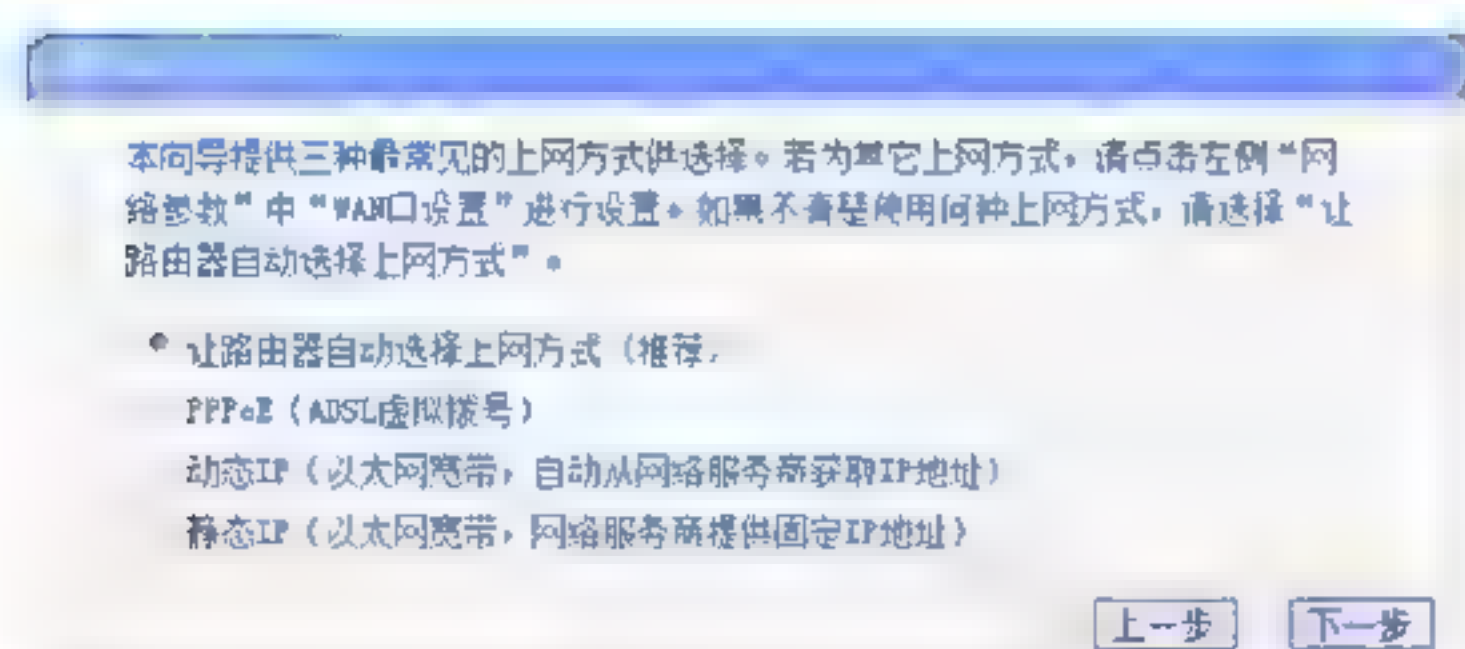 本向导提供三种最常见的上网方式供选择。若为其它上网方式,请点击左侧“网
络参数”中“WAN口设置”进行设置。如果不清楚使用何种上网方式,请选择“让
路由器自动选择上网方式”。
让路由器自动选择上网方式(推荐
PPPoE(ADSL虚拟拨号)
动态IP(以太网宽带,自动从网络服务商获取IP地址)
静态IP(以太网宽带,网络服务商提供固定IP地址)
上一步 下一步